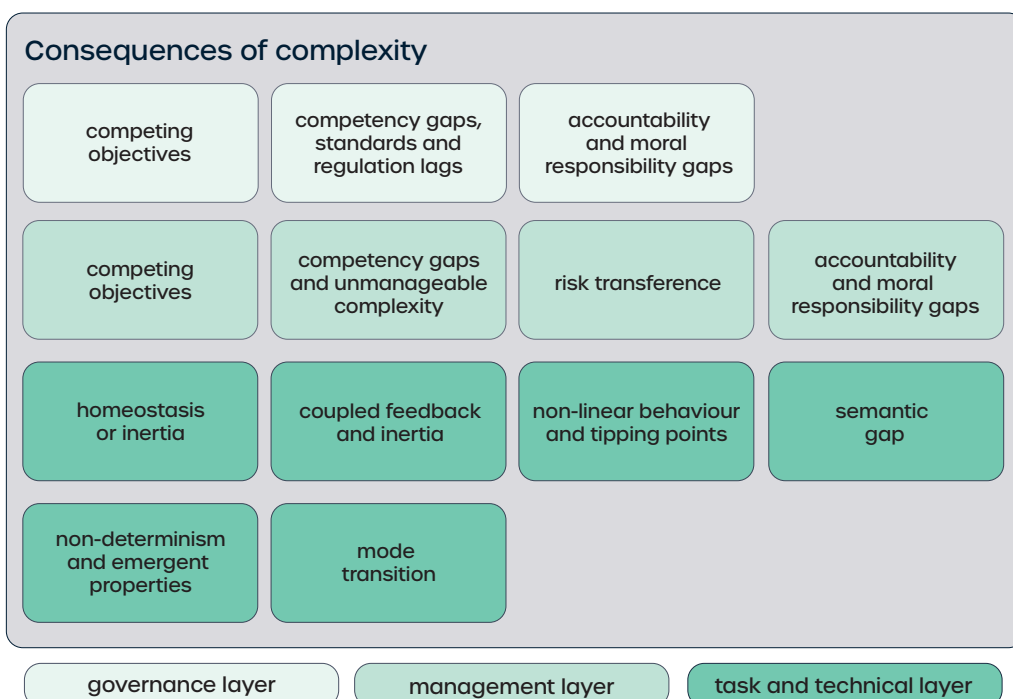 Consequences of complexity
competing
objectives
competency gaps,
standards and
regulation lags
accountability
and moral
responsibility gaps
competing
objectives
competency gaps
and unmanageable
complexity
risk transference
accountability
and moral
responsibility gaps
homeostasis
or inertia
coupled feedback
and inertia
non-linear behaviour
and tipping points
semantic
gap
non-determinism
and emergent
properties
mode
transition
governance layer
management layer
task and technical layer